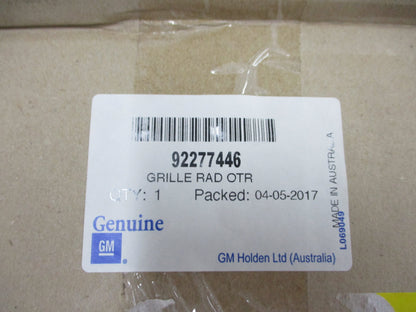 92277446
GRILLE RAD OTR
QTY: 1 Packed: 04-05-2017
Genuine
GM
GM Holden Ltd (Australia)
MADE IN AUSTRALIA
L069049